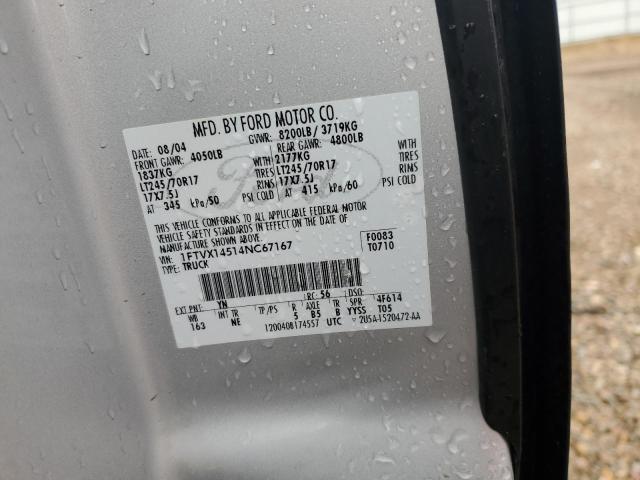 MFD. BY FORD MOTOR CO.
DATE: 08/04 GVWR: 8200LB/ 3719KG
FRONT GAWR: 4050LB REAR GAWR: 4800LB
1837KG WITH 2177KG WITH
LT245/70R17 TIRES LT245/70R17 TIRES
17X7.5J RIMS 17X7.5J RIMS
AT 345 kPa/50 PSI COLD AT 415 kPa/60 PSI COLD
THIS VEHICLE CONFORMS TO ALL APPLICABLE FEDERAL MOTOR
VEHICLE SAFETY STANDARDS IN EFFECT ON THE DATE OF
MANUFACTURE SHOWN ABOVE.
VIN: 1FTVX14514NC67167 F0083
TYPE: TRUCK T0710
EXT PNT: YN RC: 56 DSO:
WB INT TR TP/PS R AXLE TR SPR 4F614
163 NE 5 B5 B YYSS T05
1200408174557 UTC 2U5A-1520472-AA
Ford